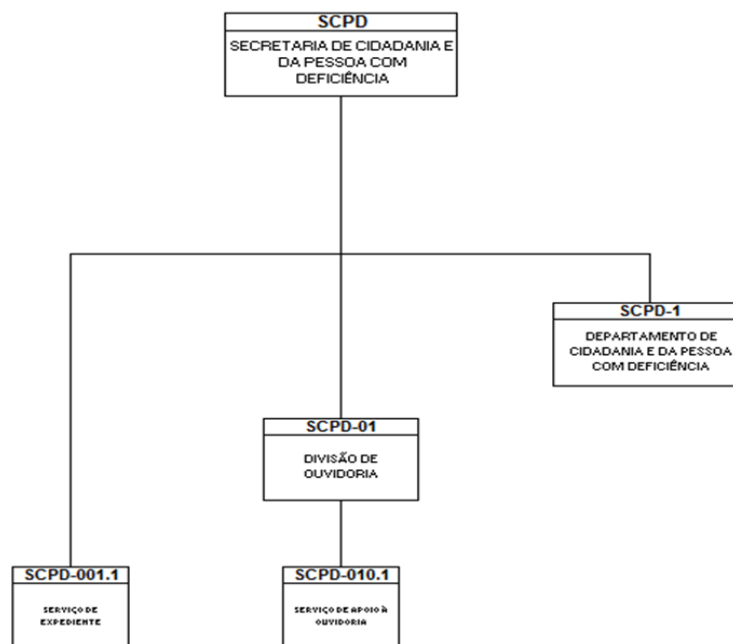 SCPD
SECRETARIA DE CIDADANIA E
DA PESSOA COM
DEFICIÊNCIA
SCPD-1
DEPARTAMENTO DE
CIDADANIA E DA PESSOA
COM DEFICIÊNCIA
SCPD-01
DIVISÃO DE
OUVIDORIA
SCPD-001.1
SERVIÇO DE
EXPEDIENTE
SCPD-010.1
SERVIÇO DE APOIO À
OUVIDORIA